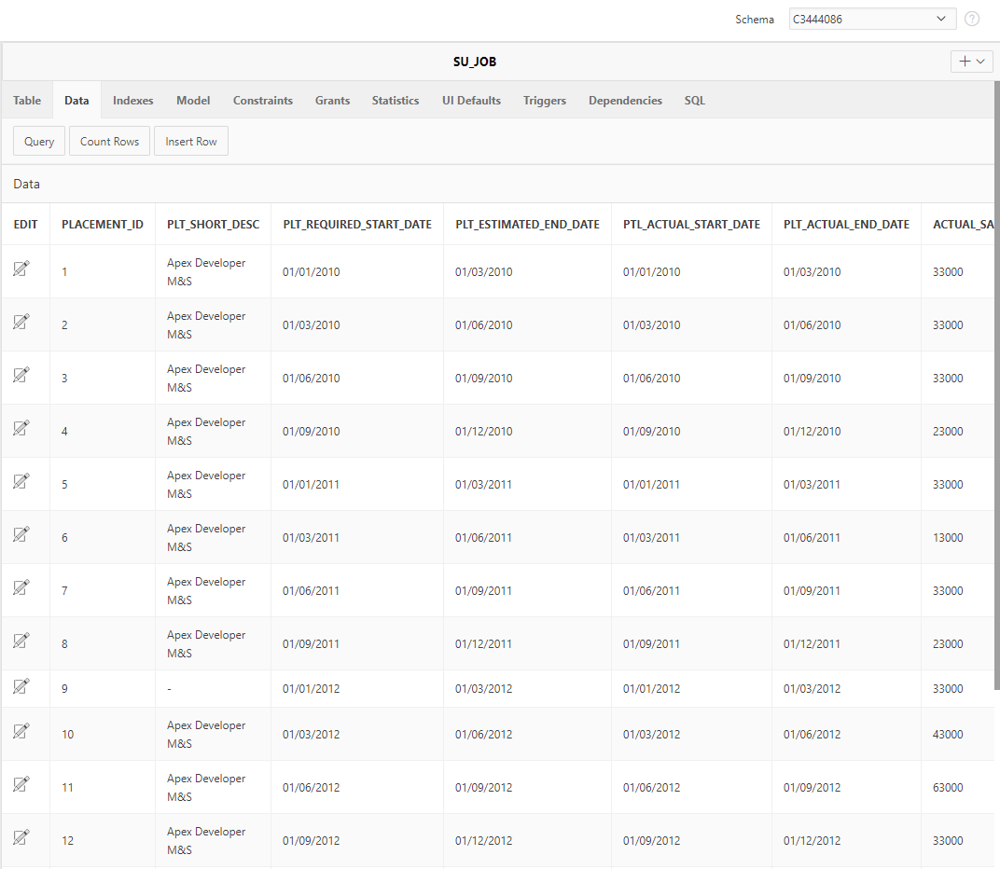 Schema C3444086
SU_JOB
Table Data Indexes Model Constraints Grants Statistics UI Defaults Triggers Dependencies SQL
Query Count Rows Insert Row
Data
EDIT PLACEMENT_ID PLT_SHORT_DESC PLT_REQUIRED_START_DATE PLT_ESTIMATED_END_DATE PTL_ACTUAL_START_DATE PLT_ACTUAL_END_DATE ACTUAL_SA
1 Apex Developer M&S 01/01/2010 01/03/2010 01/01/2010 01/03/2010 33000
2 Apex Developer M&S 01/03/2010 01/06/2010 01/03/2010 01/06/2010 33000
3 Apex Developer M&S 01/06/2010 01/09/2010 01/06/2010 01/09/2010 33000
4 Apex Developer M&S 01/09/2010 01/12/2010 01/09/2010 01/12/2010 23000
5 Apex Developer M&S 01/01/2011 01/03/2011 01/01/2011 01/03/2011 33000
6 Apex Developer M&S 01/03/2011 01/06/2011 01/03/2011 01/06/2011 13000
7 Apex Developer M&S 01/06/2011 01/09/2011 01/06/2011 01/09/2011 33000
8 Apex Developer M&S 01/09/2011 01/12/2011 01/09/2011 01/12/2011 23000
9 - 01/01/2012 01/03/2012 01/01/2012 01/03/2012 33000
10 Apex Developer M&S 01/03/2012 01/06/2012 01/03/2012 01/06/2012 43000
11 Apex Developer M&S 01/06/2012 01/09/2012 01/06/2012 01/09/2012 63000
12 Apex Developer M&S 01/09/2012 01/12/2012 01/09/2012 01/12/2012 33000